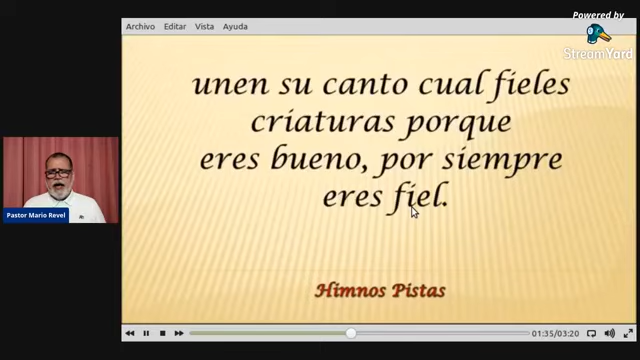 Powered by
StreamYard
Archivo Editar Vista Ayuda
unen su canto cual fieles
criaturas porque
eres bueno, por siempre
eres fiel.
Himnos Pistas
Pastor Mario Revel
01:35/03:20